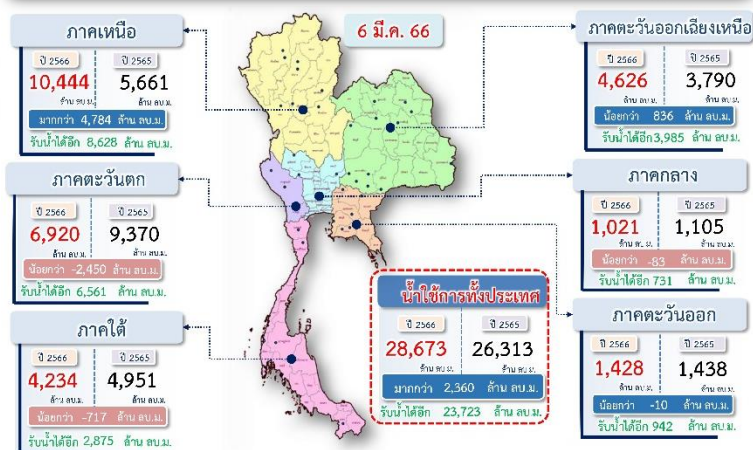 6 มี.ค. 66
ภาคเหนือ
ปี 2566 ปี 2565
10,444 5,661
ล้าน ลบ.ม. ล้าน ลบ.ม.
มากกว่า 4,784 ล้าน ลบ.ม.
รับน้ำได้อีก 8,628 ล้าน ลบ.ม.
ภาคตะวันออกเฉียงเหนือ
ปี 2566 ปี 2565
4,626 3,790
ล้าน ลบ.ม. ล้าน ลบ.ม.
น้อยกว่า 836 ล้าน ลบ.ม.
รับน้ำได้อีก3,985 ล้าน ลบ.ม.
ภาคตะวันตก
ปี 2566 ปี 2565
6,920 9,370
ล้าน ลบ.ม. ล้าน ลบ.ม.
น้อยกว่า -2,450 ล้าน ลบ.ม.
รับน้ำได้อีก 6,561 ล้าน ลบ.ม.
ภาคกลาง
ปี 2566 ปี 2565
1,021 1,105
ล้าน ลบ.ม. ล้าน ลบ.ม.
น้อยกว่า -83 ล้าน ลบ.ม.
รับน้ำได้อีก 731 ล้าน ลบ.ม.
ภาคใต้
ปี 2566 ปี 2565
4,234 4,951
ล้าน ลบ.ม. ล้าน ลบ.ม.
น้อยกว่า -717 ล้าน ลบ.ม.
รับน้ำได้อีก 2,875 ล้าน ลบ.ม.
น้ำใช้การทั้งประเทศ
ปี 2566 ปี 2565
28,673 26,313
ล้าน ลบ.ม. ล้าน ลบ.ม.
มากกว่า 2,360 ล้าน ลบ.ม.
รับน้ำได้อีก 23,723 ล้าน ลบ.ม.
ภาคตะวันออก
ปี 2566 ปี 2565
1,428 1,438
ล้าน ลบ.ม. ล้าน ลบ.ม.
น้อยกว่า -10 ล้าน ลบ.ม.
รับน้ำได้อีก 942 ล้าน ลบ.ม.